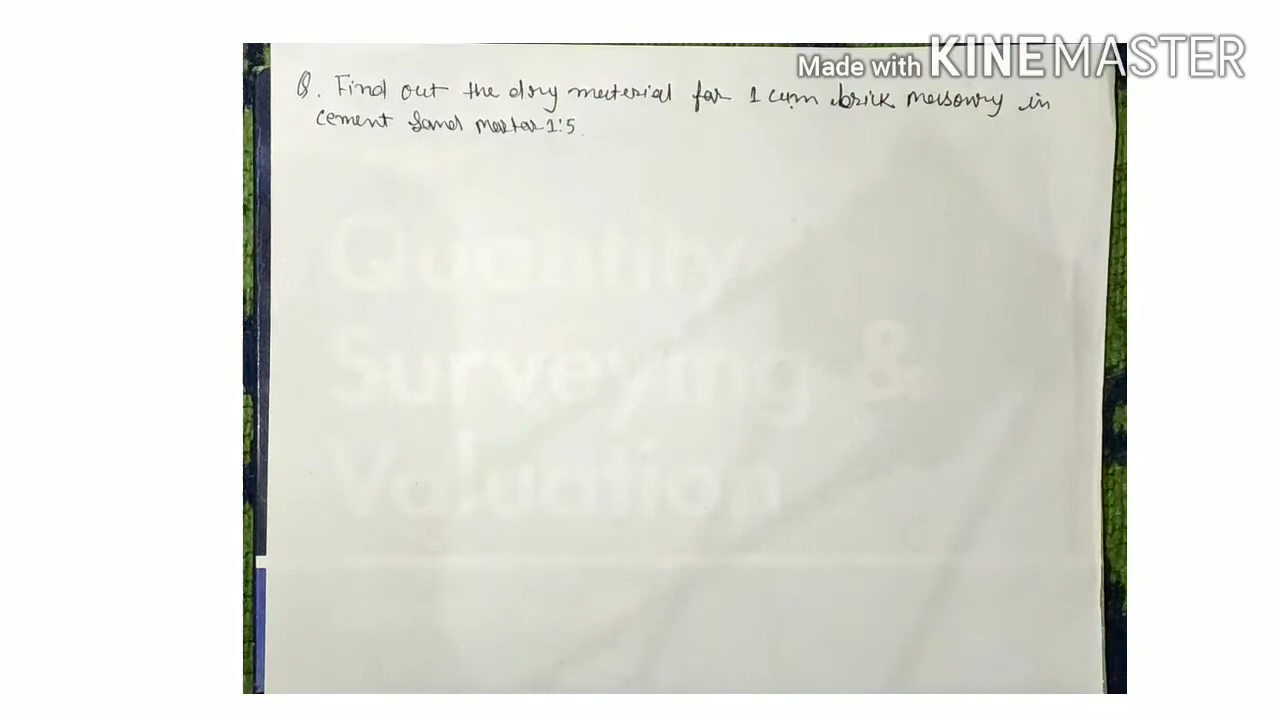 Made with KINEMASTER
Q. Find out the dry material for 1 cum brick masonry in
cement sand mortar 1:5.
Quantity
Surveying &
Valuation